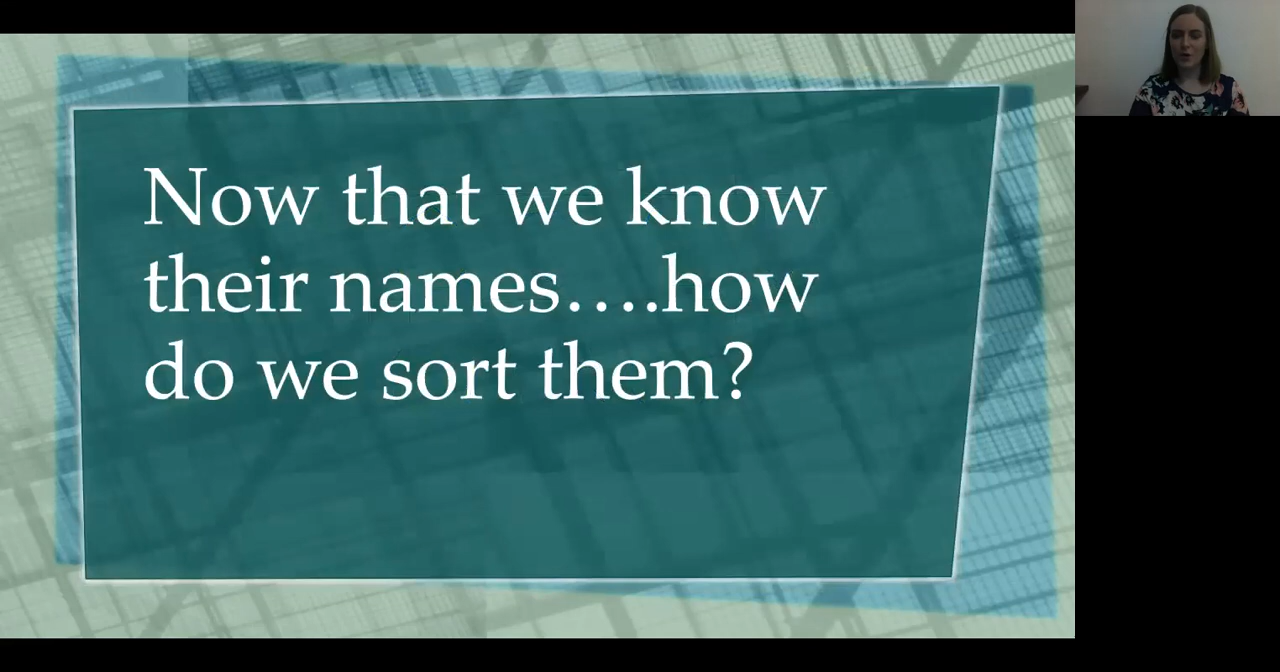 Now that we know
their names….how
do we sort them?